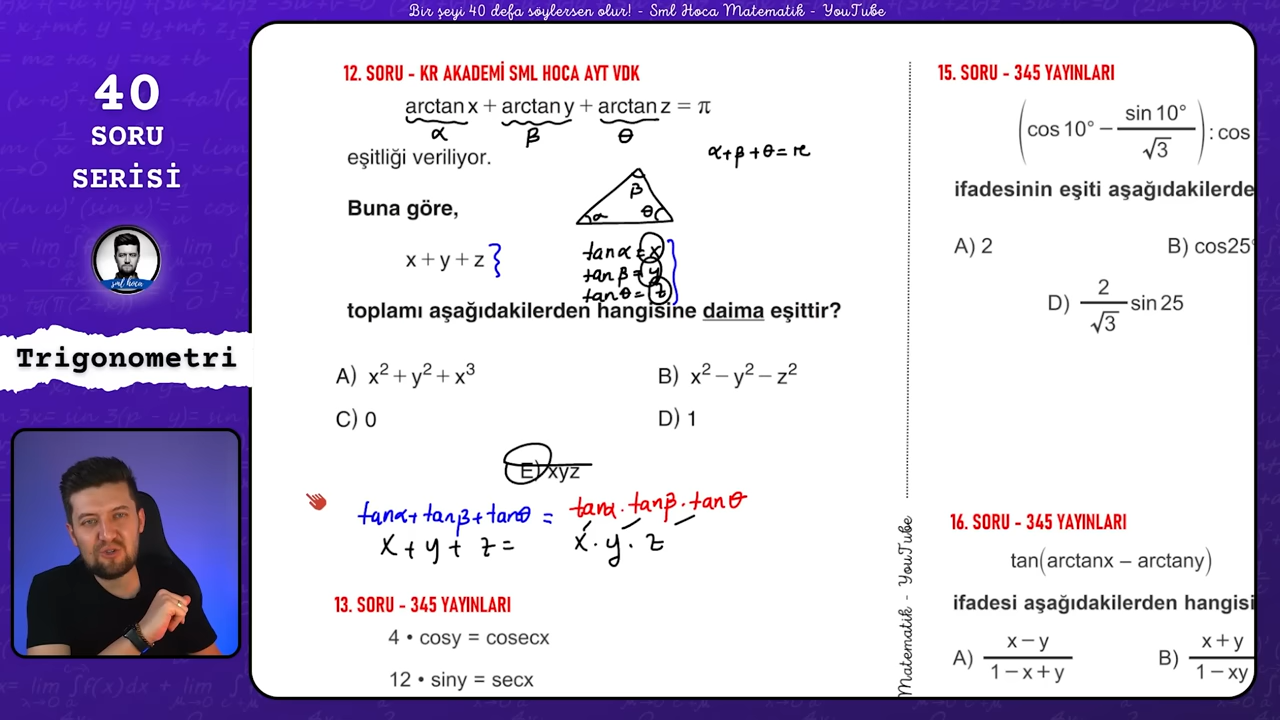 Bir şeyi 40 defa söylersen olur! - Sml Hoca Matematik - YouTube
40
SORU
SERİSİ
sml hoca
Trigonometri
12. SORU - KR AKADEMİ SML HOCA AYT VDK
arctan x + arctan y + arctan z = π
α β θ
α+β+θ=π
eşitliği veriliyor.
β
α θ
Buna göre,
x + y + z }
tanα = x
tanβ = y
tanθ = z
toplamı aşağıdakilerden hangisine daima eşittir?
A) x² + y² + x³
B) x² − y² − z²
C) 0
D) 1
E) xyz
tanα + tanβ + tanθ = tanα · tanβ · tanθ
x + y + z = x · y · z
13. SORU - 345 YAYINLARI
4 • cosy = cosecx
12 • siny = secx
Matematik - YouTube
15. SORU - 345 YAYINLARI
(cos 10° − sin 10° / √3) : cos
ifadesinin eşiti aşağıdakilerde
A) 2
B) cos25°
D) 2/√3 sin 25
16. SORU - 345 YAYINLARI
tan(arctanx − arctany)
ifadesi aşağıdakilerden hangisi
A) x − y / 1 − x + y
B) x + y / 1 − xy